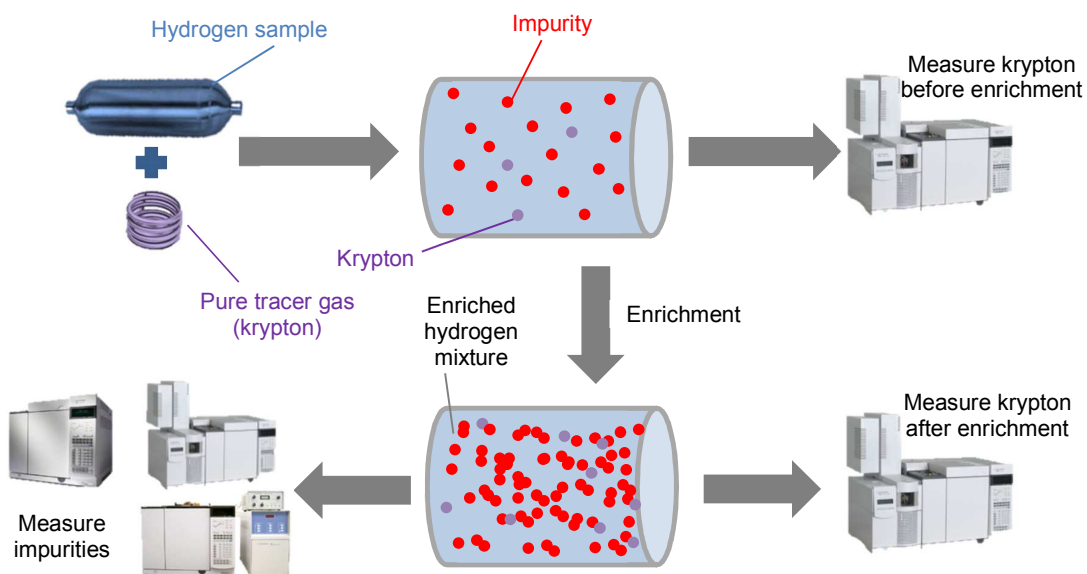 Hydrogen sample
Impurity
Measure krypton
before enrichment
Krypton
Pure tracer gas
(krypton)
Enriched
hydrogen
mixture
Enrichment
Measure krypton
after enrichment
Measure
impurities